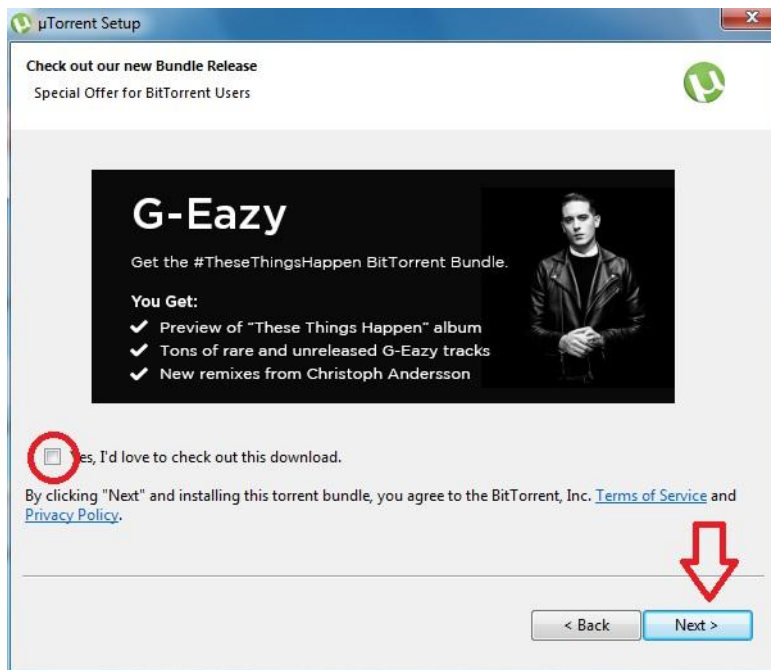 µTorrent Setup
Check out our new Bundle Release
Special Offer for BitTorrent Users
G-Eazy
Get the #TheseThingsHappen BitTorrent Bundle.
You Get:
Preview of "These Things Happen" album
Tons of rare and unreleased G-Eazy tracks
New remixes from Christoph Andersson
Yes, I'd love to check out this download.
By clicking "Next" and installing this torrent bundle, you agree to the BitTorrent, Inc. Terms of Service and
Privacy Policy.
< Back Next >